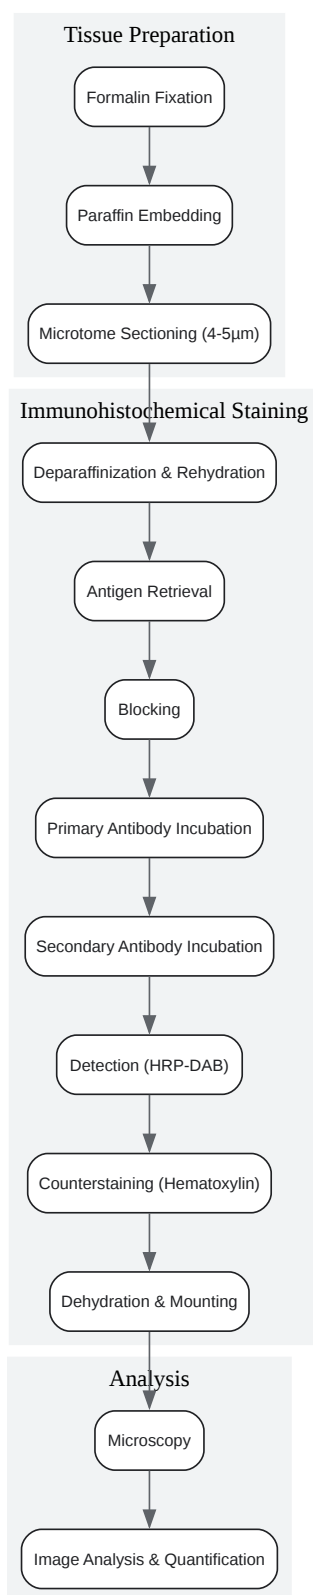 Tissue Preparation
Formalin Fixation
Paraffin Embedding
Microtome Sectioning (4-5µm)
Immunohistochemical Staining
Deparaffinization & Rehydration
Antigen Retrieval
Blocking
Primary Antibody Incubation
Secondary Antibody Incubation
Detection (HRP-DAB)
Counterstaining (Hematoxylin)
Dehydration & Mounting
Analysis
Microscopy
Image Analysis & Quantification